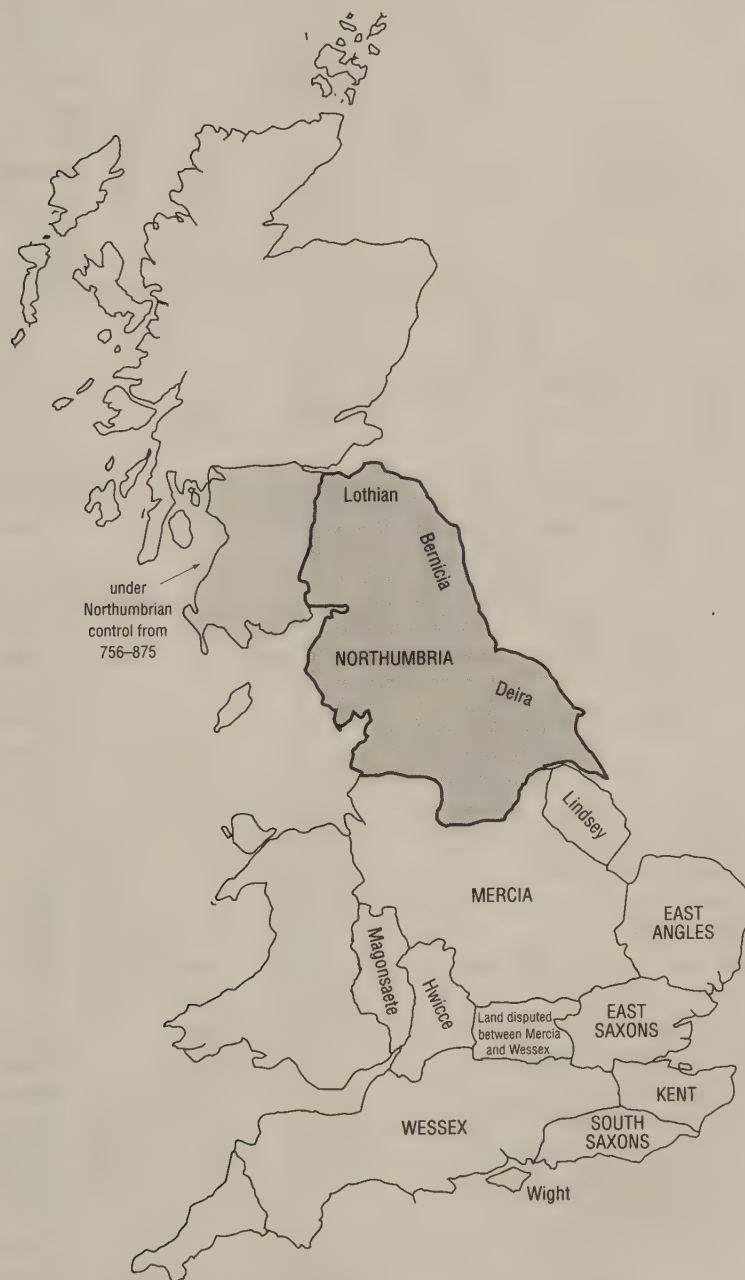 Lothian
Bernicia
under
Northumbrian
control from
756–875
NORTHUMBRIA
Deira
Lindsey
MERCIA
EAST
ANGLES
Magonsaete
Hwicce
Land disputed
between Mercia
and Wessex
EAST
SAXONS
KENT
WESSEX
SOUTH
SAXONS
Wight